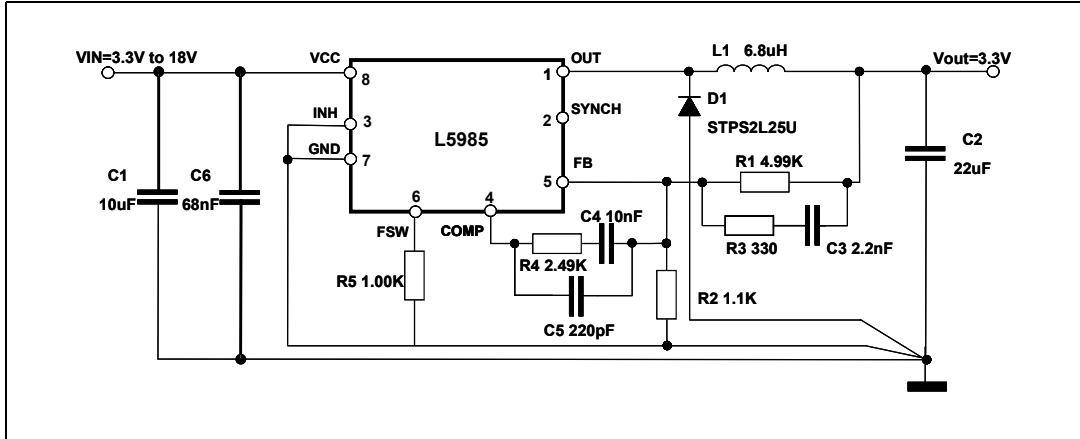 VIN=3.3V to 18V
VCC
8
INH
3
GND
7
L5985
OUT
1
SYNCH
2
FB
5
6
FSW
4
COMP
L1 6.8uH
Vout=3.3V
D1
STPS2L25U
C2
22uF
C1
10uF
C6
68nF
R1 4.99K
R3 330
C3 2.2nF
C4 10nF
R4 2.49K
C5 220pF
R5 1.00K
R2 1.1K